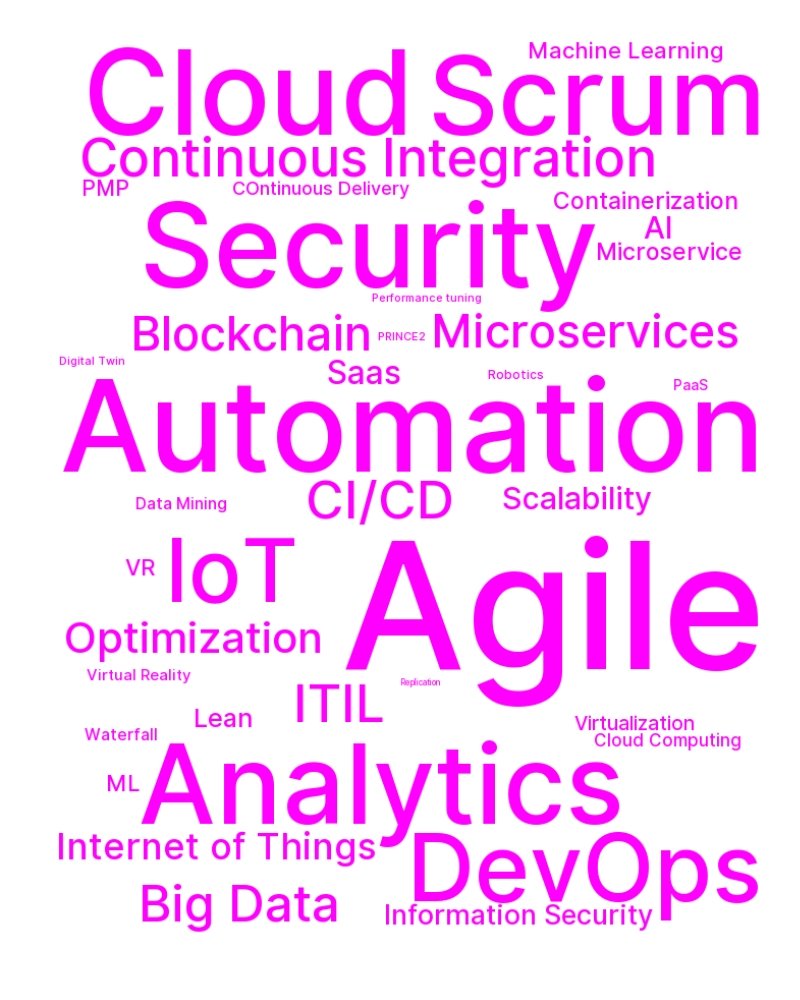 Machine Learning
Cloud Scrum
Continuous Integration
PMP
COntinuous Delivery
Containerization
Security
AI
Microservice
Performance tuning
Blockchain
PRINCE2
Microservices
Digital Twin
Saas
Robotics
PaaS
Automation
Data Mining
CI/CD
Scalability
VR
IoT
Agile
Optimization
Virtual Reality
Replication
ITIL
Lean
Virtualization
Waterfall
Cloud Computing
ML
Analytics
Internet of Things
DevOps
Big Data
Information Security